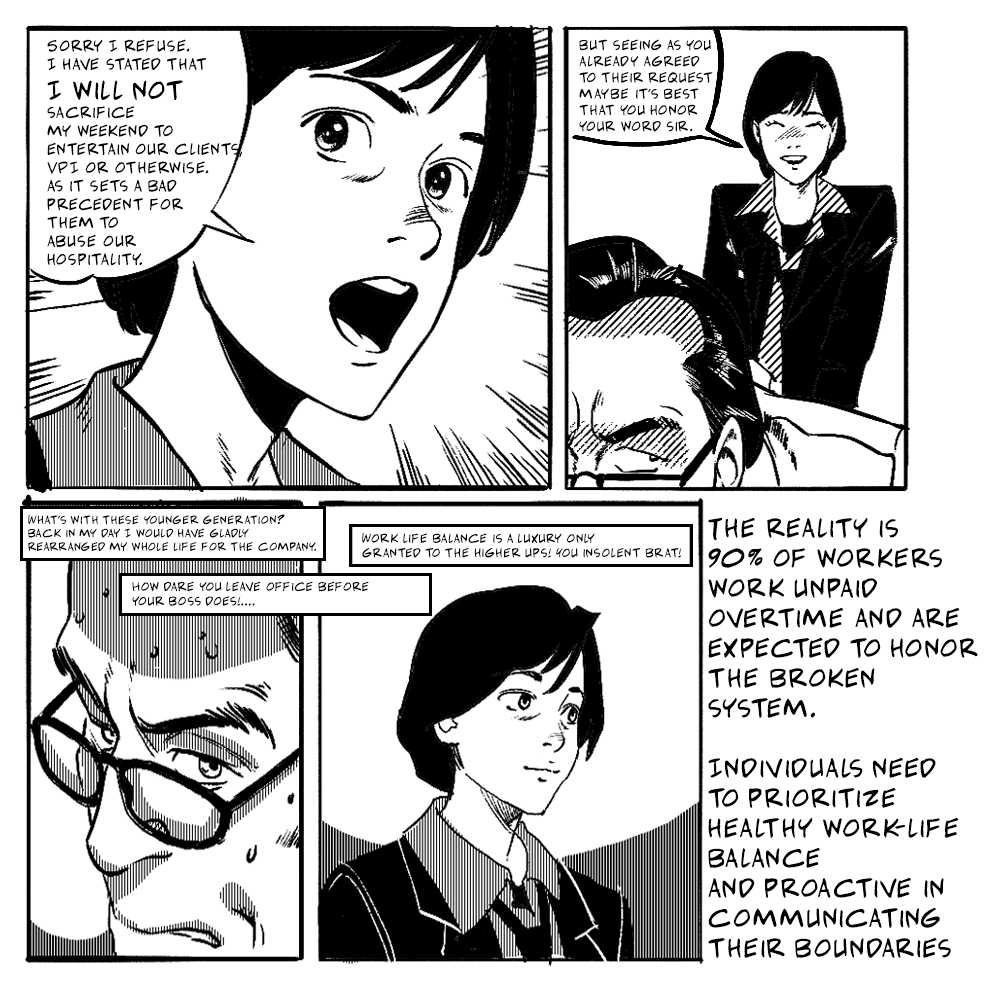 SORRY I REFUSE.
I HAVE STATED THAT
I WILL NOT
SACRIFICE
MY WEEKEND TO
ENTERTAIN OUR CLIENTS,
VPI OR OTHERWISE.
AS IT SETS A BAD
PRECEDENT FOR
THEM TO
ABUSE OUR
HOSPITALITY.
BUT SEEING AS YOU
ALREADY AGREED
TO THEIR REQUEST
MAYBE IT'S BEST
THAT YOU HONOR
YOUR WORD SIR.
WHAT'S WITH THESE YOUNGER GENERATION?
BACK IN MY DAY I WOULD HAVE GLADLY
REARRANGED MY WHOLE LIFE FOR THE COMPANY.
HOW DARE YOU LEAVE OFFICE BEFORE
YOUR BOSS DOES!....
WORK LIFE BALANCE IS A LUXURY ONLY
GRANTED TO THE HIGHER UPS! YOU INSOLENT BRAT!
THE REALITY IS
90% OF WORKERS
WORK UNPAID
OVERTIME AND ARE
EXPECTED TO HONOR
THE BROKEN
SYSTEM.
INDIVIDUALS NEED
TO PRIORITIZE
HEALTHY WORK-LIFE
BALANCE
AND PROACTIVE IN
COMMUNICATING
THEIR BOUNDARIES